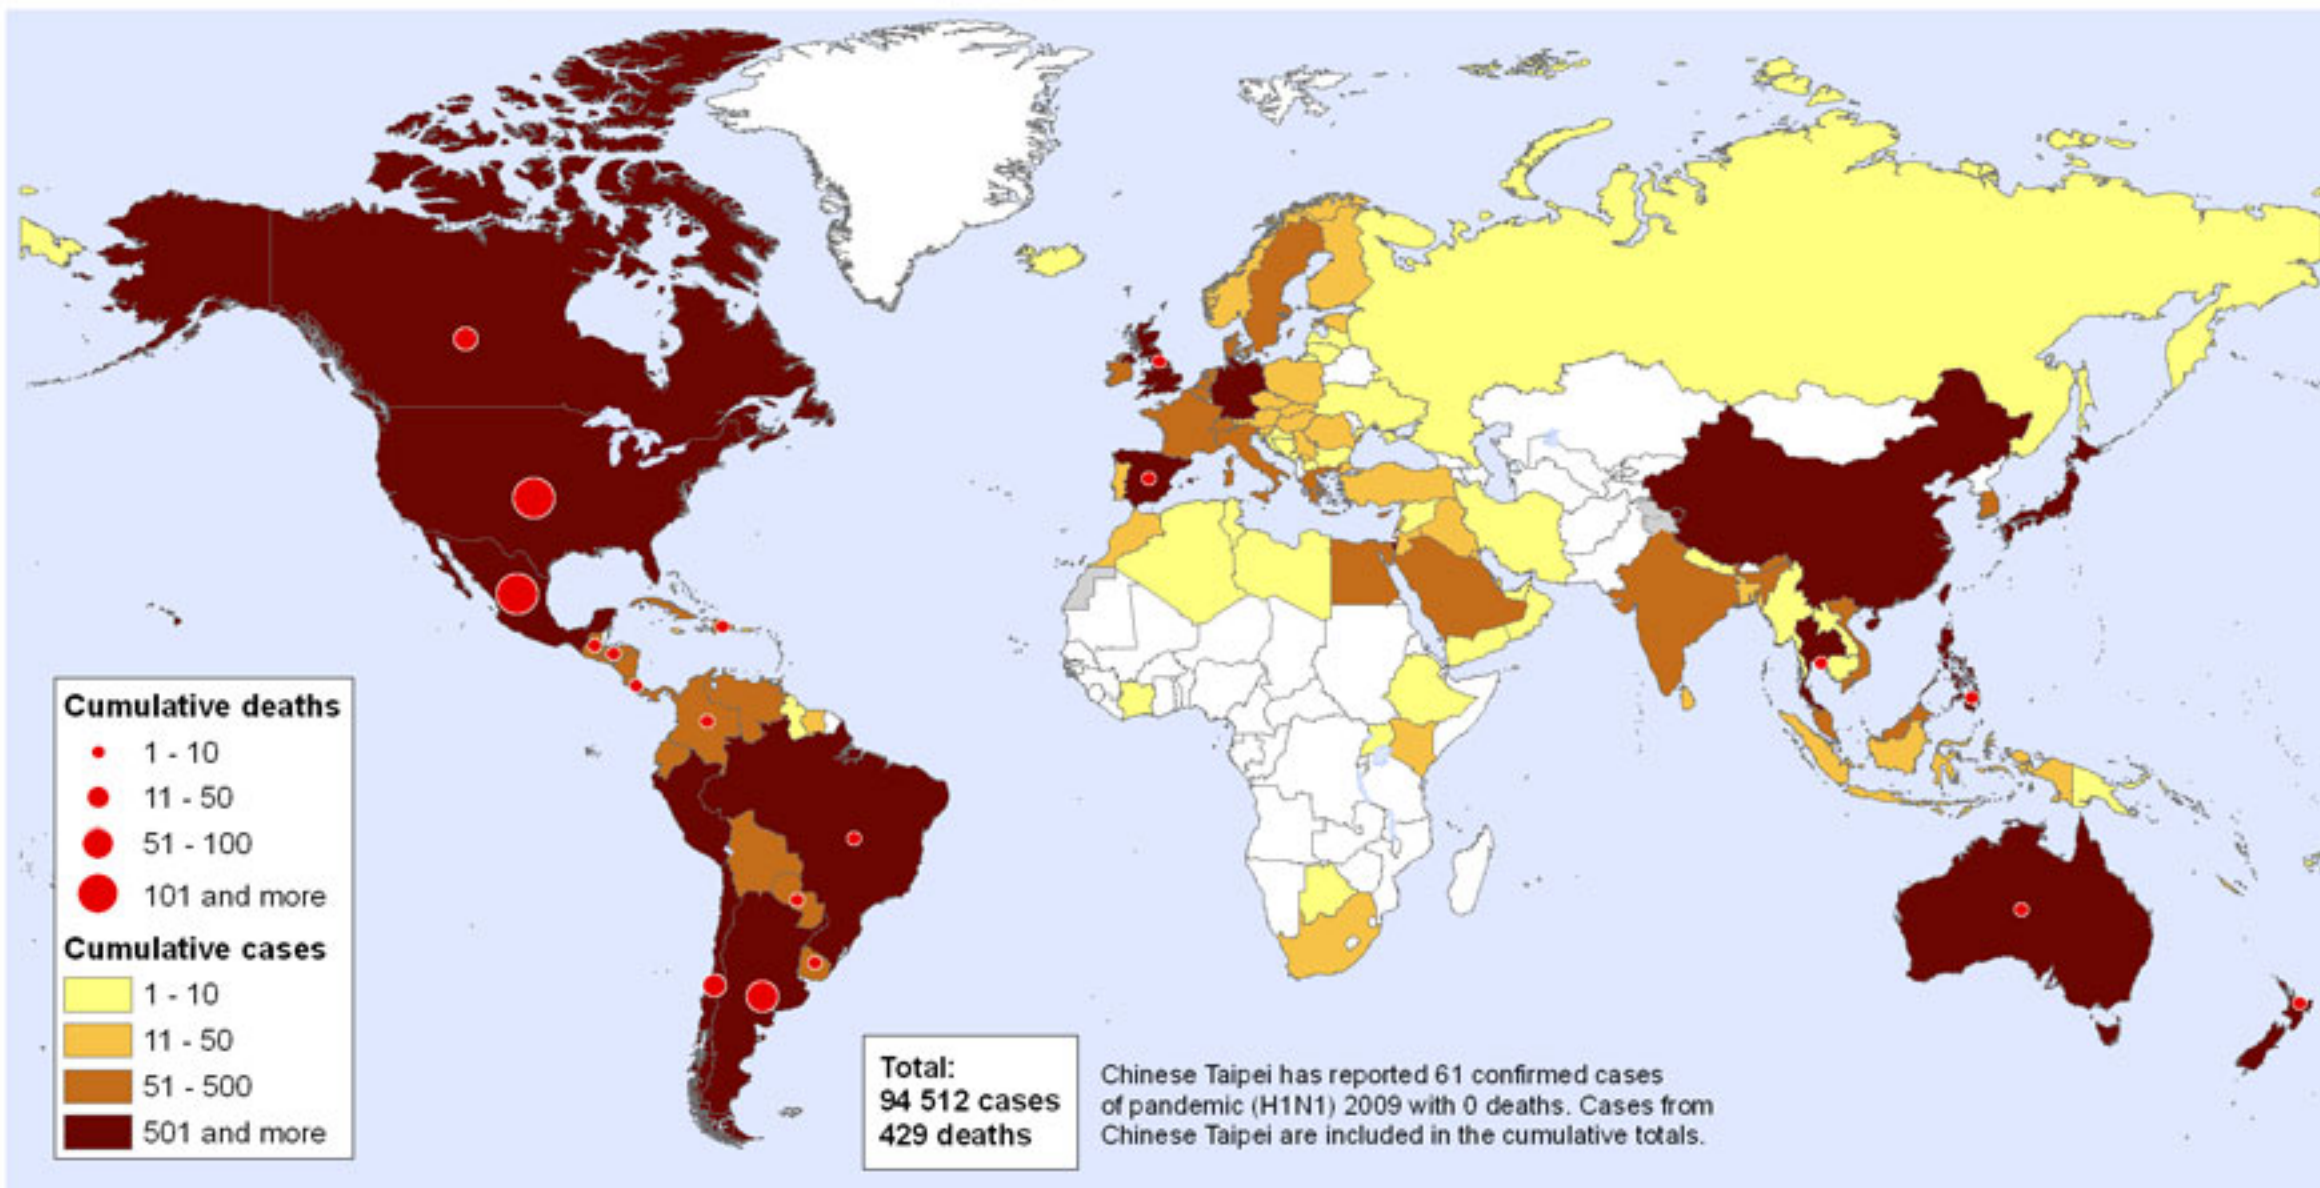 Cumulative deaths
1 - 10
11 - 50
51 - 100
101 and more
Cumulative cases
1 - 10
11 - 50
51 - 500
501 and more
Total:
94 512 cases
429 deaths
Chinese Taipei has reported 61 confirmed cases
of pandemic (H1N1) 2009 with 0 deaths. Cases from
Chinese Taipei are included in the cumulative totals.